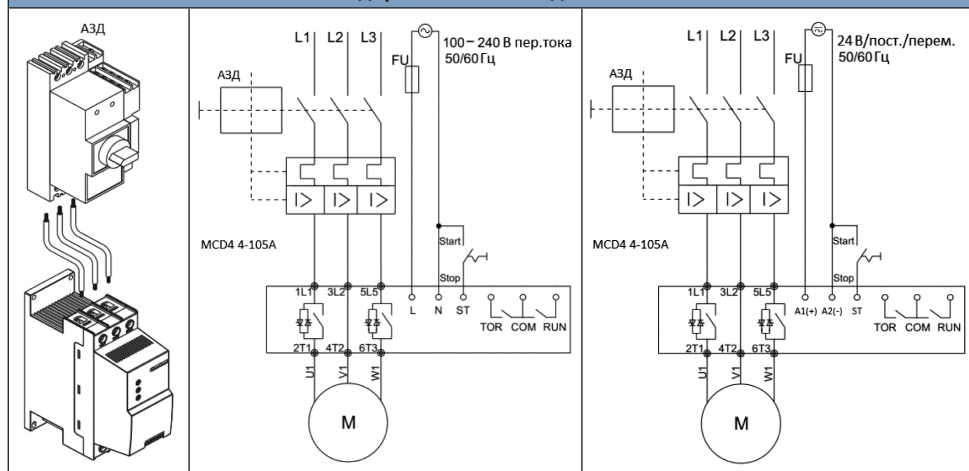 АЗД
L1 L2 L3
FU
100–240 В пер.тока
50/60 Гц
АЗД
I> I> I>
MCD4 4-105A
Start
Stop
1L1 3L2 5L5
L N ST
TOR COM RUN
2T1 4T2 6T3
U1 V1 W1
M
L1 L2 L3
FU
24 В/пост./перем.
50/60 Гц
АЗД
I> I> I>
MCD4 4-105A
Start
Stop
1L1 3L2 5L5
A1(+) A2(-) ST
TOR COM RUN
2T1 4T2 6T3
U1 V1 W1
M